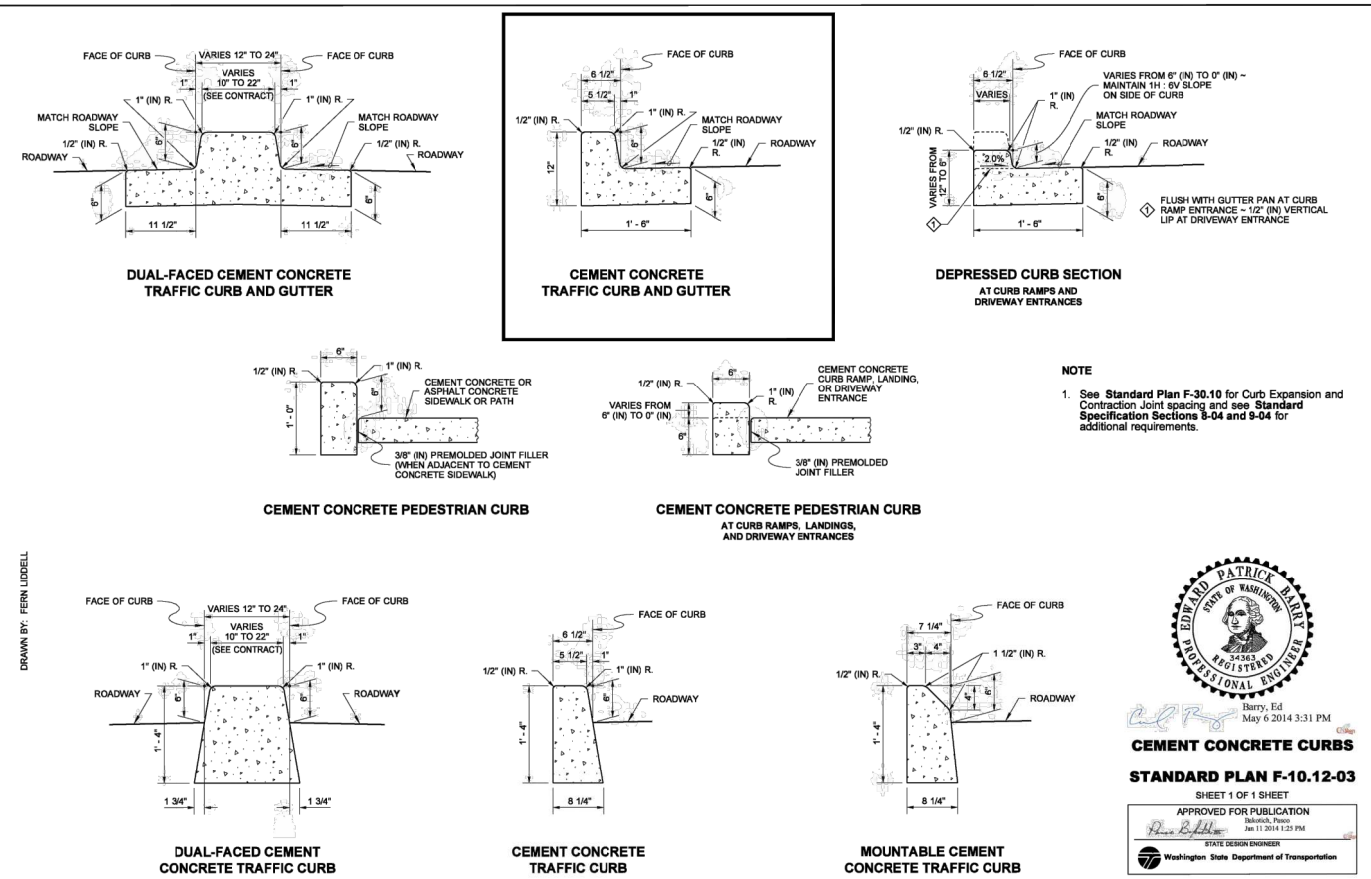 FACE OF CURB
VARIES 12" TO 24"
FACE OF CURB
VARIES
1"
10" TO 22"
1"
(SEE CONTRACT)
1" (IN) R.
1" (IN) R.
MATCH ROADWAY
SLOPE
MATCH ROADWAY
SLOPE
6"
6"
1/2" (IN) R.
1/2" (IN) R.
ROADWAY
ROADWAY
6"
6"
11 1/2"
11 1/2"
DUAL-FACED CEMENT CONCRETE
TRAFFIC CURB AND GUTTER
FACE OF CURB
6 1/2"
5 1/2"
1"
1/2" (IN) R.
1" (IN) R.
MATCH ROADWAY
SLOPE
6"
1/2" (IN)
R.
ROADWAY
12"
6"
1' - 6"
CEMENT CONCRETE
TRAFFIC CURB AND GUTTER
FACE OF CURB
6 1/2"
VARIES
VARIES FROM 6" (IN) TO 0" (IN) ~
MAINTAIN 1H : 6V SLOPE
ON SIDE OF CURB
1" (IN)
R.
MATCH ROADWAY
SLOPE
1/2" (IN) R.
1/2" (IN)
R.
ROADWAY
2.0%
VARIES FROM
12" TO 6"
6"
1
1' - 6"
1
FLUSH WITH GUTTER PAN AT CURB
RAMP ENTRANCE ~ 1/2" (IN) VERTICAL
LIP AT DRIVEWAY ENTRANCE
DEPRESSED CURB SECTION
AT CURB RAMPS AND
DRIVEWAY ENTRANCES
6"
1/2" (IN) R.
1" (IN) R.
6"
CEMENT CONCRETE OR
ASPHALT CONCRETE
SIDEWALK OR PATH
1' - 0"
3/8" (IN) PREMOLDED JOINT FILLER
(WHEN ADJACENT TO CEMENT
CONCRETE SIDEWALK)
CEMENT CONCRETE PEDESTRIAN CURB
6"
1/2" (IN) R.
1" (IN)
R.
CEMENT CONCRETE
CURB RAMP, LANDING,
OR DRIVEWAY
ENTRANCE
VARIES FROM
6" (IN) TO 0" (IN)
6"
3/8" (IN) PREMOLDED
JOINT FILLER
CEMENT CONCRETE PEDESTRIAN CURB
AT CURB RAMPS, LANDINGS,
AND DRIVEWAY ENTRANCES
NOTE
1. See Standard Plan F-30.10 for Curb Expansion and
Contraction Joint spacing and see Standard
Specification Sections 8-04 and 9-04 for
additional requirements.
DRAWN BY: FERN LIDDELL
FACE OF CURB
VARIES 12" TO 24"
FACE OF CURB
VARIES
1"
10" TO 22"
1"
(SEE CONTRACT)
1" (IN) R.
1" (IN) R.
ROADWAY
6"
6"
ROADWAY
1' - 4"
1 3/4"
1 3/4"
DUAL-FACED CEMENT
CONCRETE TRAFFIC CURB
FACE OF CURB
6 1/2"
5 1/2"
1"
1/2" (IN) R.
1" (IN) R.
6"
ROADWAY
1' - 4"
8 1/4"
CEMENT CONCRETE
TRAFFIC CURB
FACE OF CURB
7 1/4"
3"
4"
1/2" (IN) R.
1 1/2" (IN) R.
4"
6"
ROADWAY
1' - 4"
8 1/4"
MOUNTABLE CEMENT
CONCRETE TRAFFIC CURB
EDWARD PATRICK BARRY
STATE OF WASHINGTON
34363
REGISTERED
PROFESSIONAL ENGINEER
Barry, Ed
May 6 2014 3:31 PM
CEMENT CONCRETE CURBS
STANDARD PLAN F-10.12-03
SHEET 1 OF 1 SHEET
APPROVED FOR PUBLICATION
Bakotich, Pasco
Jun 11 2014 1:25 PM
STATE DESIGN ENGINEER
Washington State Department of Transportation